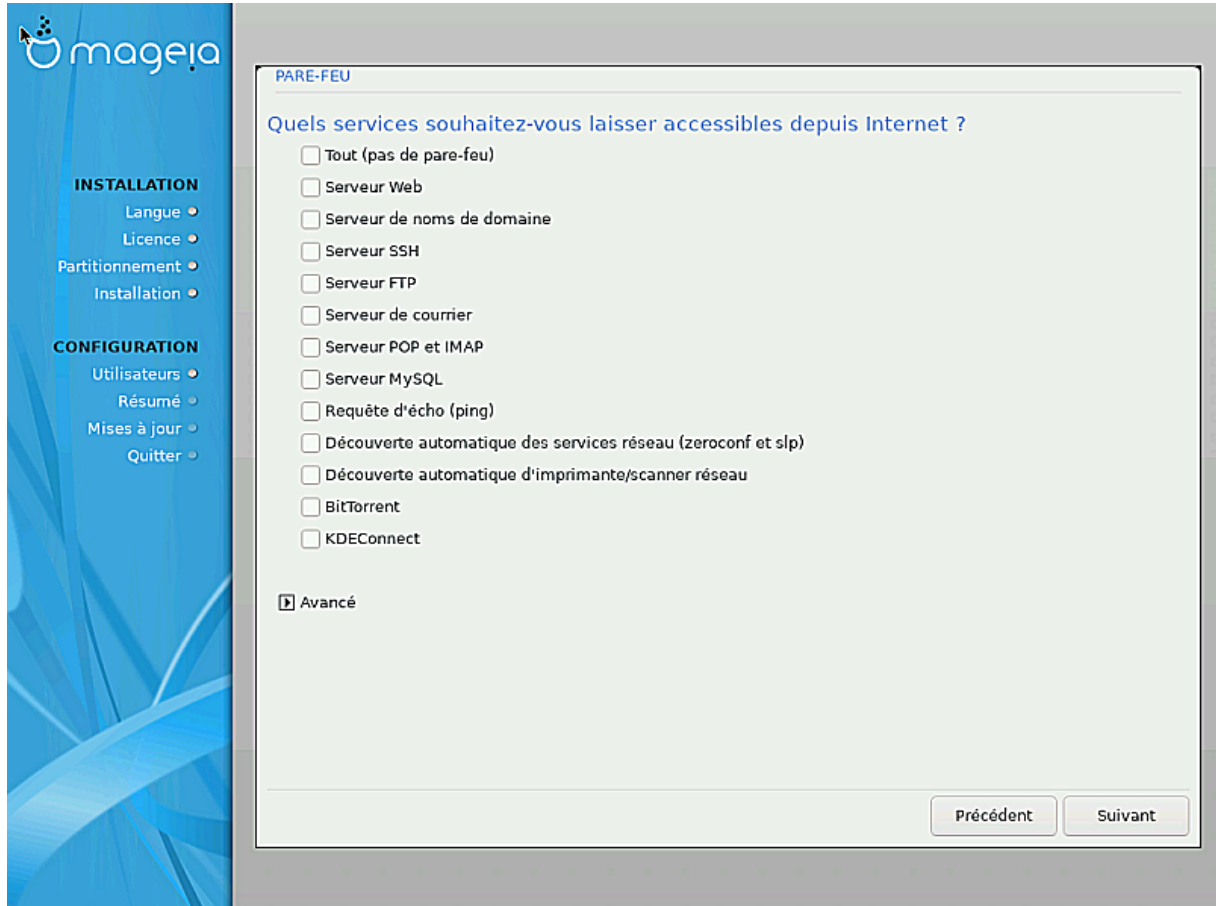 mageia
INSTALLATION
Langue
Licence
Partitionnement
Installation
CONFIGURATION
Utilisateurs
Résumé
Mises à jour
Quitter
PARE-FEU
Quels services souhaitez-vous laisser accessibles depuis Internet ?
Tout (pas de pare-feu)
Serveur Web
Serveur de noms de domaine
Serveur SSH
Serveur FTP
Serveur de courrier
Serveur POP et IMAP
Serveur MySQL
Requête d'écho (ping)
Découverte automatique des services réseau (zeroconf et slp)
Découverte automatique d'imprimante/scanner réseau
BitTorrent
KDEConnect
Avancé
Précédent
Suivant